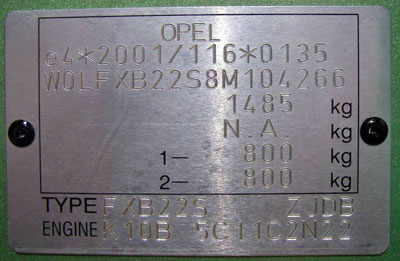 OPEL
e4*2001/116*0135
W0LFXB22S8M104266
1485 kg
N.A. kg
1— 800 kg
2— 800 kg
TYPE FXB22S ZJDB
ENGINE K10B 5C11C2N22